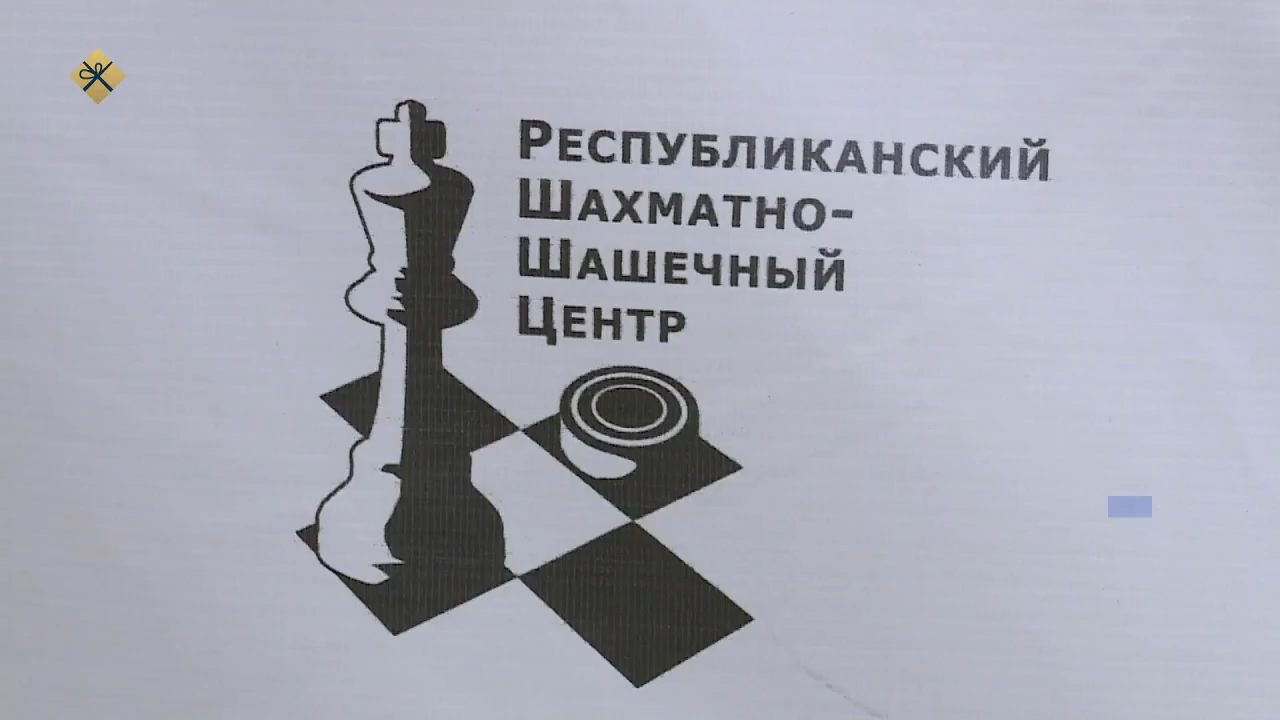 Республиканский
Шахматно-
Шашечный
Центр